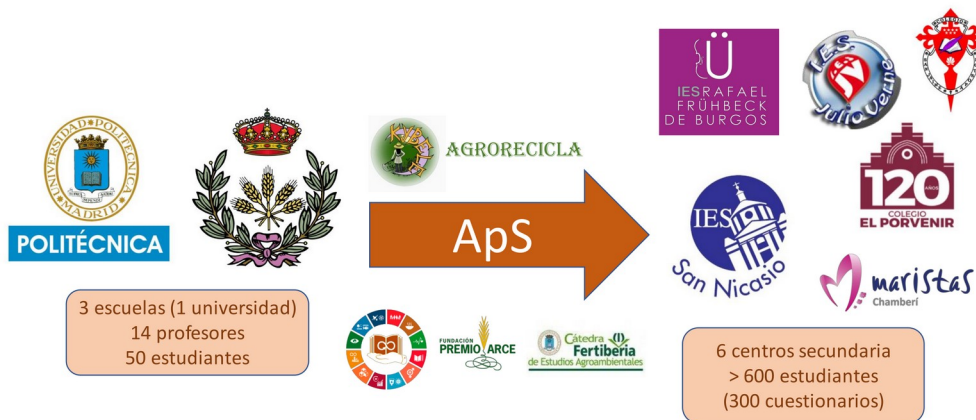 UNIVERSIDAD POLITÉCNICA
MADRID
POLITÉCNICA
3 escuelas (1 universidad)
14 profesores
50 estudiantes
AGRORECICLA
ApS
FUNDACIÓN
PREMIO ARCE
Cátedra
Fertiberia
de Estudios Agroambientales
Ü
IESRAFAEL
FRÜHBECK
DE BURGOS
I.E.S.
Julio Verne
IES
San Nicasio
120
AÑOS
COLEGIO
EL PORVENIR
maristas
Chamberí
6 centros secundaria
> 600 estudiantes
(300 cuestionarios)